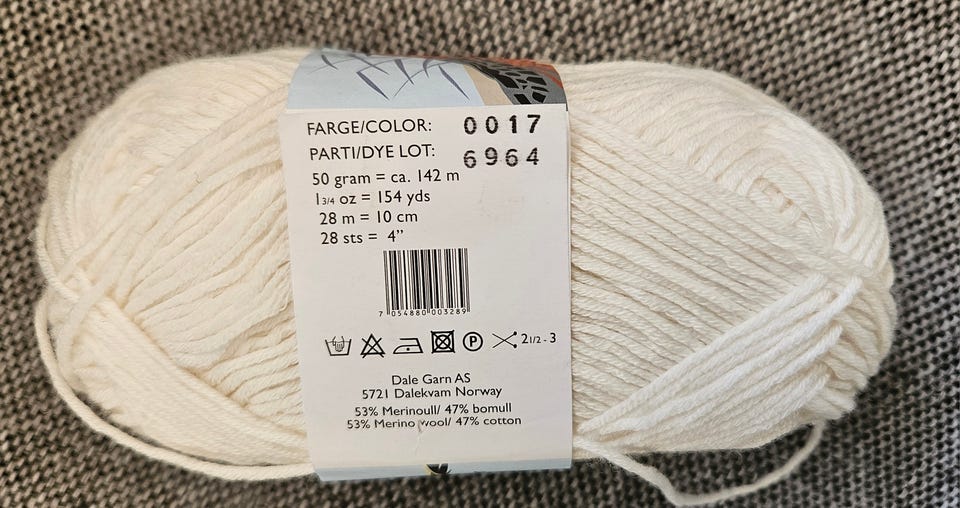 FARGE/COLOR: 0017
PARTI/DYE LOT: 6964
50 gram = ca. 142 m
1 3/4 oz = 154 yds
28 m = 10 cm
28 sts = 4”
7 054880 003289
P 2 1/2 - 3
Dale Garn AS
5721 Dalekvam Norway
53% Merinoull/ 47% bomull
53% Merino wool/ 47% cotton